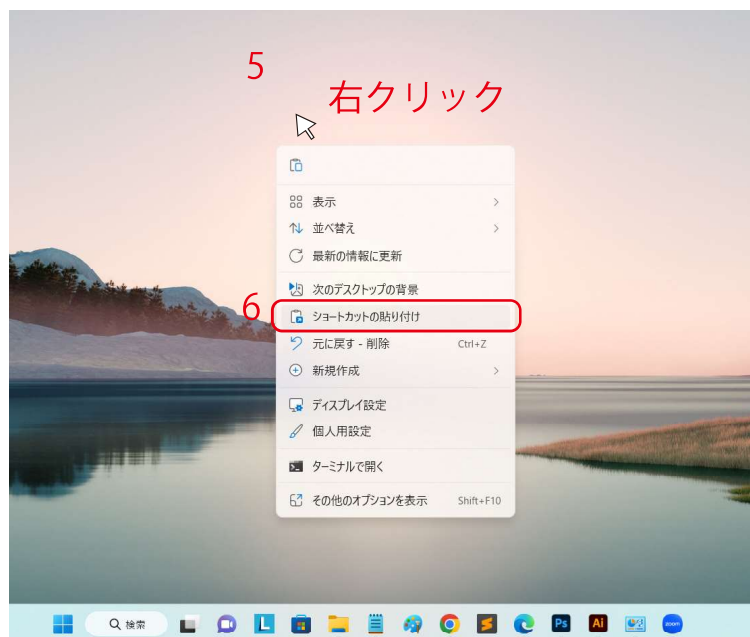 5
右クリック
表示
並べ替え
最新の情報に更新
次のデスクトップの背景
6
ショートカットの貼り付け
元に戻す - 削除 Ctrl+Z
新規作成
ディスプレイ設定
個人用設定
ターミナルで開く
その他のオプションを表示 Shift+F10
検索 L Ps Ai zoom